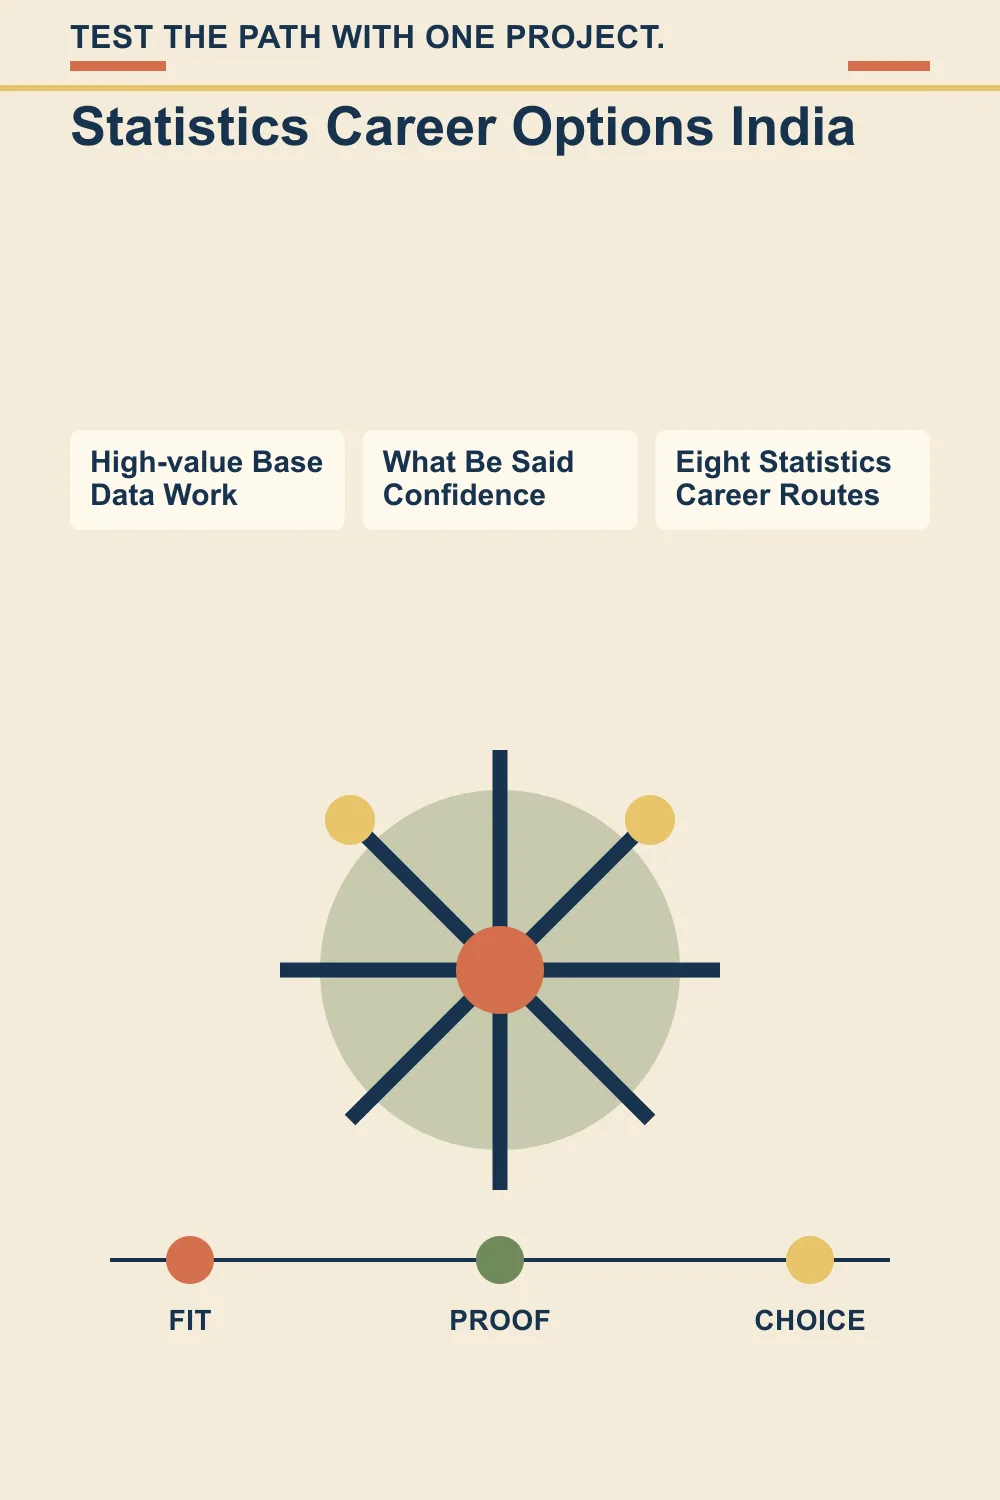 TEST THE PATH WITH ONE PROJECT.
Statistics Career Options India
High-value Base
Data Work
What Be Said
Confidence
Eight Statistics
Career Routes
FIT
PROOF
CHOICE